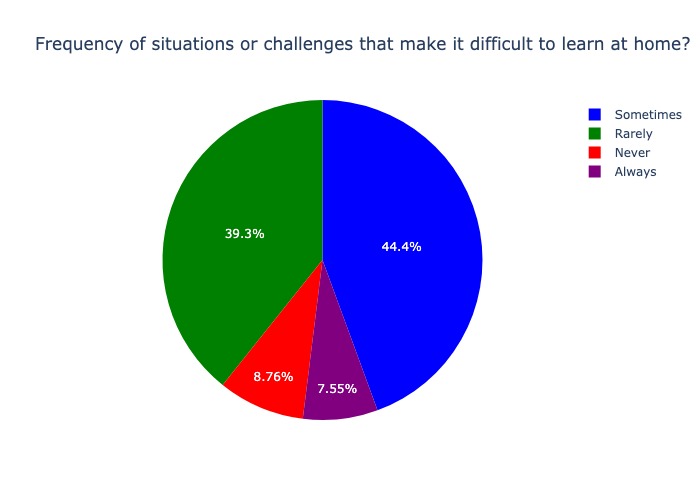 Frequency of situations or challenges that make it difficult to learn at home?
Sometimes
Rarely
Never
Always
39.3%
44.4%
8.76%
7.55%